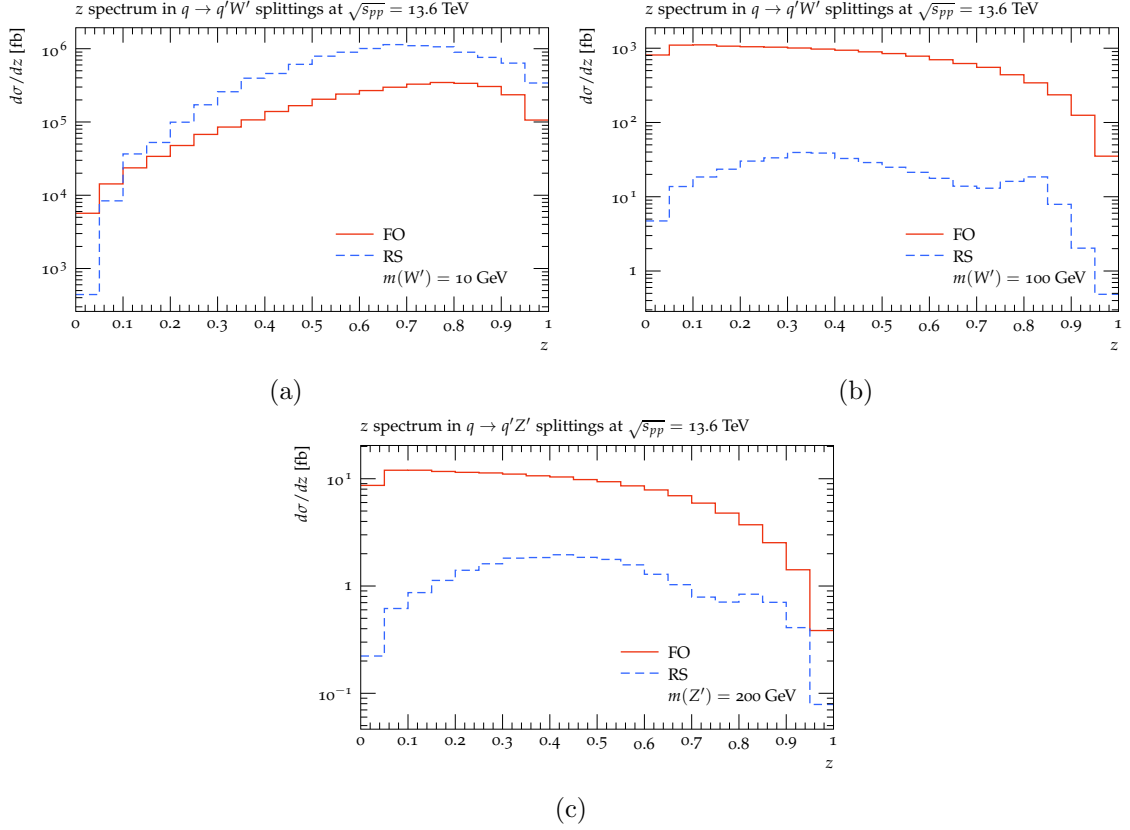 z spectrum in q → q′W′ splittings at √s_pp = 13.6 TeV
dσ/dz [fb]
10^6
10^5
10^4
10^3
FO
RS
m(W′) = 10 GeV
0 0.1 0.2 0.3 0.4 0.5 0.6 0.7 0.8 0.9 1
z
(a)
z spectrum in q → q′W′ splittings at √s_pp = 13.6 TeV
dσ/dz [fb]
10^3
10^2
10^1
1
FO
RS
m(W′) = 100 GeV
0 0.1 0.2 0.3 0.4 0.5 0.6 0.7 0.8 0.9 1
z
(b)
z spectrum in q → q′Z′ splittings at √s_pp = 13.6 TeV
dσ/dz [fb]
10^1
1
10^−1
FO
RS
m(Z′) = 200 GeV
0 0.1 0.2 0.3 0.4 0.5 0.6 0.7 0.8 0.9 1
z
(c)